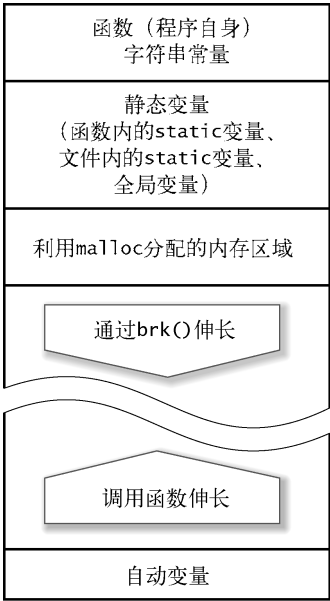 函数（程序自身）
字符串常量
静态变量
（函数内的static变量、
文件内的static变量、
全局变量）
利用malloc分配的内存区域
通过brk()伸长
调用函数伸长
自动变量